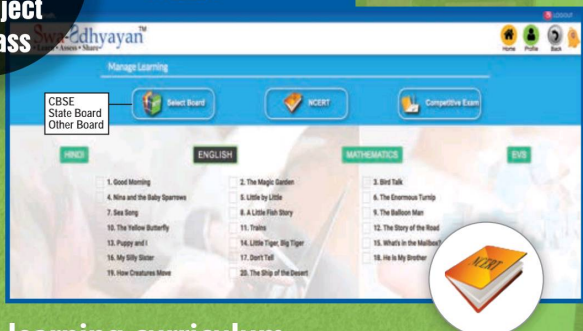 ject
ass
LOGOUT
Swa-Sdhyayan™
Learn • Assess • Share
Home Profile Back
Manage Learning
CBSE
State Board
Other Board
Select Board NCERT Competitive Exam
HINDI ENGLISH MATHEMATICS EVS
1. Good Morning 2. The Magic Garden 3. Bird Talk
4. Nina and the Baby Sparrows 5. Little by Little 6. The Enormous Turnip
7. Sea Song 8. A Little Fish Story 9. The Balloon Man
10. The Yellow Butterfly 11. Trains 12. The Story of the Road
13. Puppy and I 14. Little Tiger, Big Tiger 15. What's in the Mailbox?
16. My Silly Sister 17. Don't Tell 18. He is My Brother
19. How Creatures Move 20. The Ship of the Desert
NCERT
learning curriculum